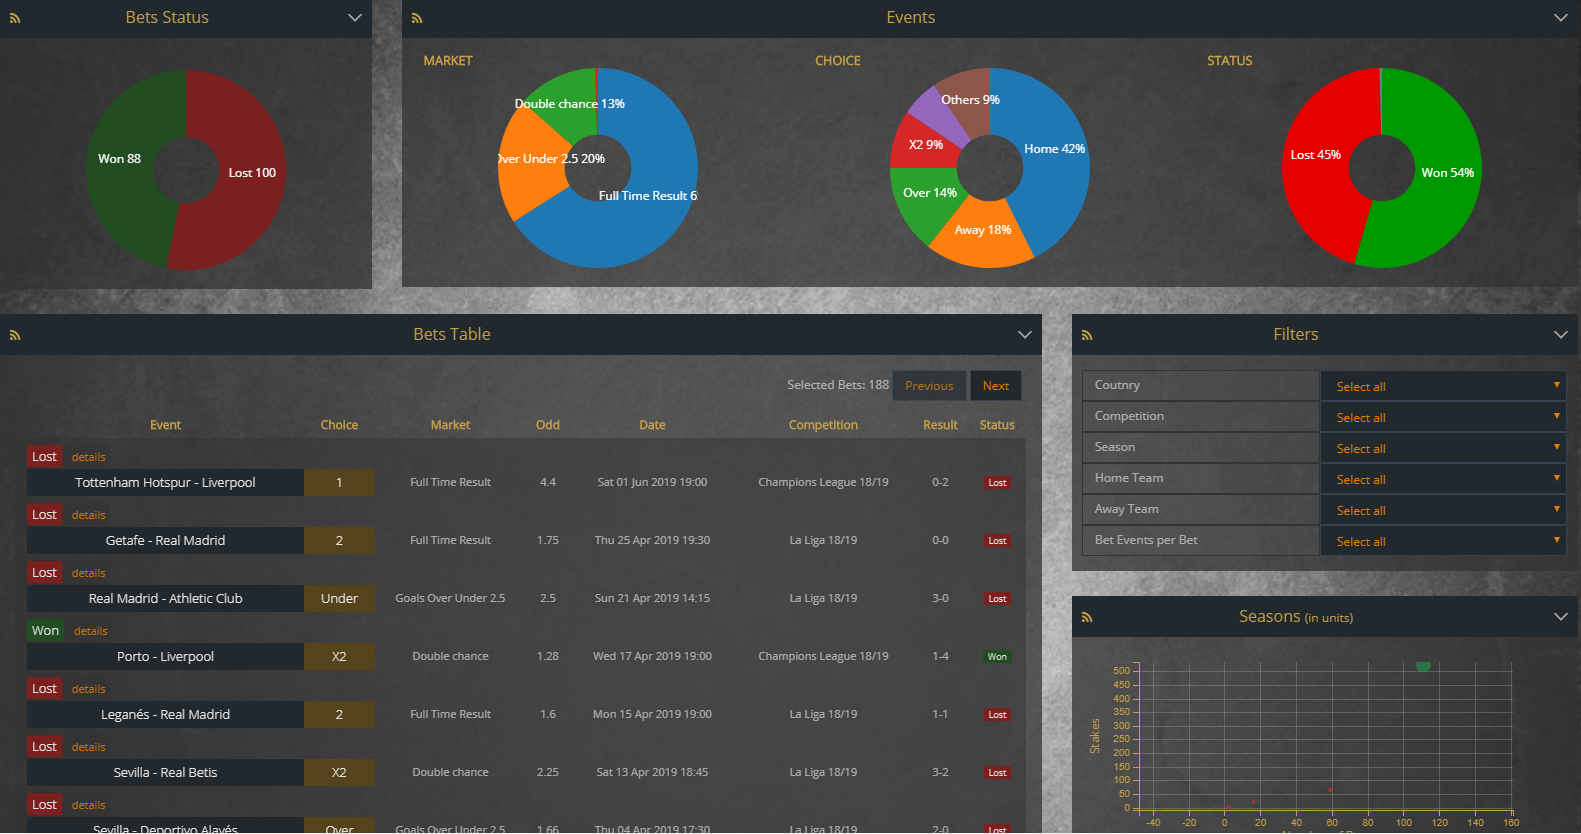 Bets Status
Events
MARKET
CHOICE
STATUS
Won 88
Lost 100
Double chance 13%
Over Under 2.5 20%
Full Time Result 6
Others 9%
X2 9%
Home 42%
Over 14%
Away 18%
Lost 45%
Won 54%
Bets Table
Selected Bets: 188 Previous Next
Event Choice Market Odd Date Competition Result Status
Lost details
Tottenham Hotspur - Liverpool 1 Full Time Result 4.4 Sat 01 Jun 2019 19:00 Champions League 18/19 0-2 Lost
Lost details
Getafe - Real Madrid 2 Full Time Result 1.75 Thu 25 Apr 2019 19:30 La Liga 18/19 0-0 Lost
Lost details
Real Madrid - Athletic Club Under Goals Over Under 2.5 2.5 Sun 21 Apr 2019 14:15 La Liga 18/19 3-0 Lost
Won details
Porto - Liverpool X2 Double chance 1.28 Wed 17 Apr 2019 19:00 Champions League 18/19 1-4 Won
Lost details
Leganés - Real Madrid 2 Full Time Result 1.6 Mon 15 Apr 2019 19:00 La Liga 18/19 1-1 Lost
Lost details
Sevilla - Real Betis X2 Double chance 2.25 Sat 13 Apr 2019 18:45 La Liga 18/19 3-2 Lost
Lost details
Sevilla - Deportivo Alavés Over Goals Over Under 2.5 1.66 Thu 04 Apr 2019 17:30 La Liga 18/19 2-0 Lost
Filters
Coutnry Select all
Competition Select all
Season Select all
Home Team Select all
Away Team Select all
Bet Events per Bet Select all
Seasons (in units)
Stakes
500
450
400
350
300
250
200
150
100
50
0
-40 -20 0 20 40 60 80 100 120 140 160